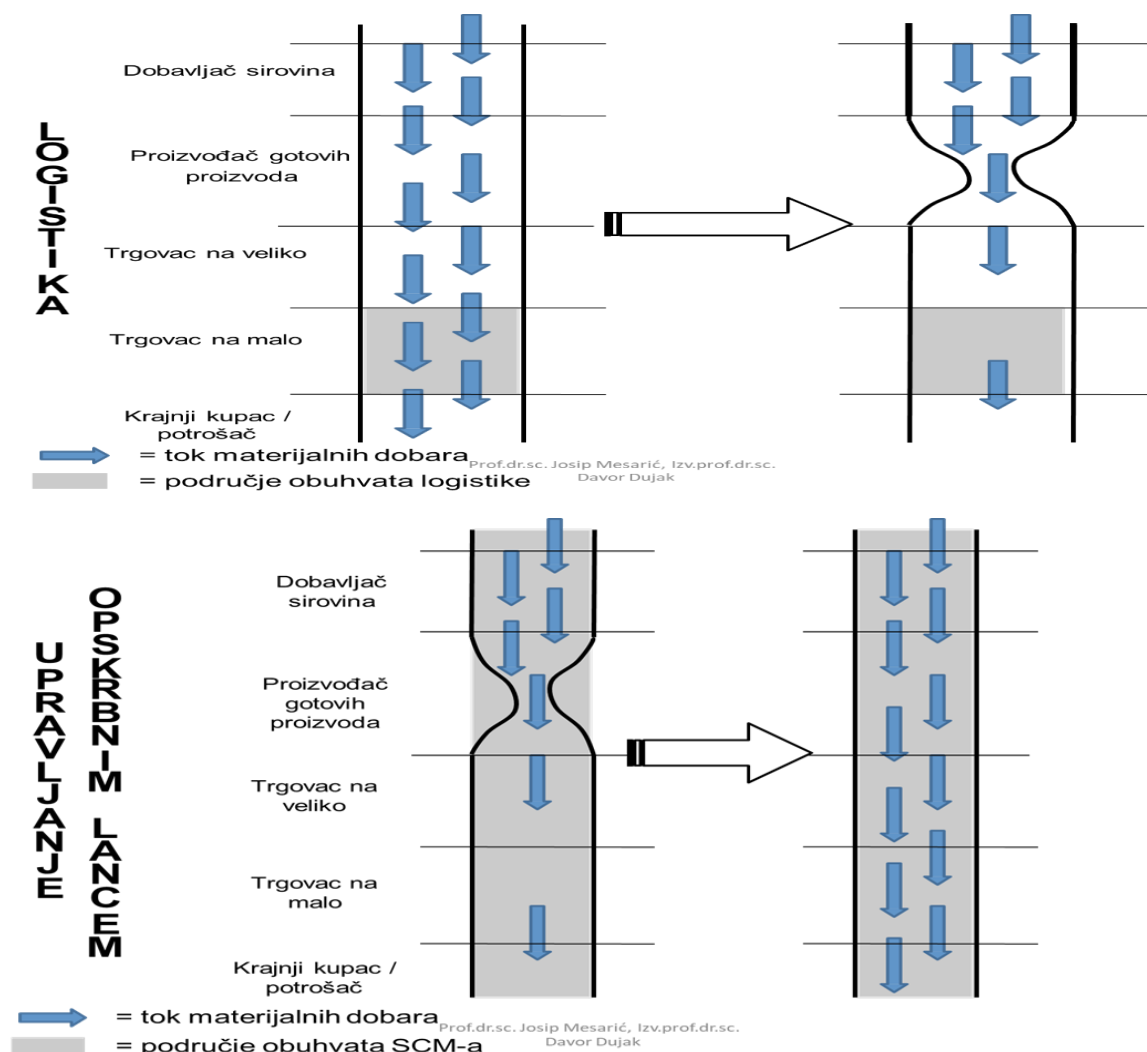 LOGISTIKA
Dobavljač sirovina
Proizvođač gotovih
proizvoda
Trgovac na veliko
Trgovac na malo
Krajnji kupac /
potrošač
= tok materijalnih dobara
= područje obuhvata logistike
Prof.dr.sc. Josip Mesarić, Izv.prof.dr.sc.
Davor Dujak
UPRAVLJANJE
OPSKRBNIM LANCEM
Dobavljač
sirovina
Proizvođač
gotovih
proizvoda
Trgovac na
veliko
Trgovac na
malo
Krajnji kupac /
potrošač
= tok materijalnih dobara
= područje obuhvata SCM-a
Prof.dr.sc. Josip Mesarić, Izv.prof.dr.sc.
Davor Dujak